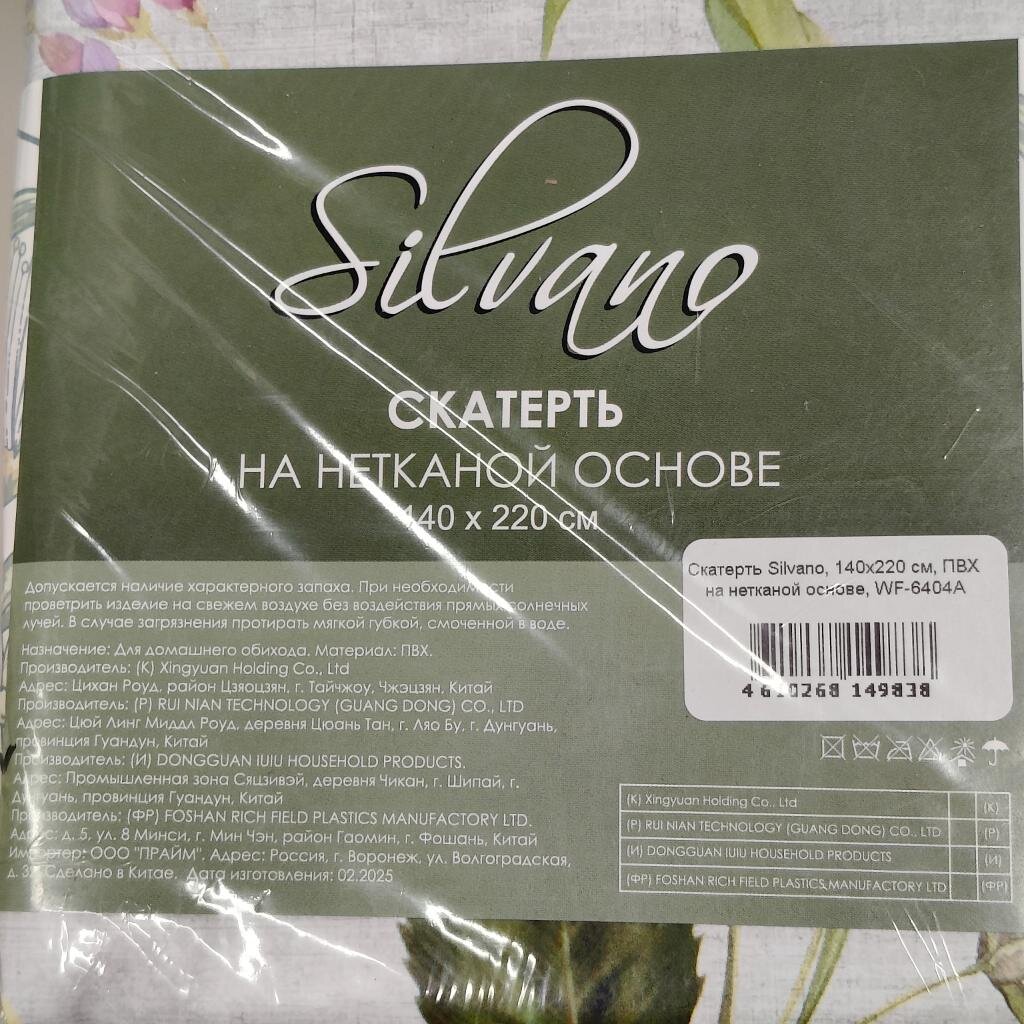 Silvano
СКАТЕРТЬ
НА НЕТКАНОЙ ОСНОВЕ
140 x 220 см
Допускается наличие характерного запаха. При необходимости
проветрить изделие на свежем воздухе без воздействия прямых солнечных
лучей. В случае загрязнения протирать мягкой губкой, смоченной в воде.
Назначение: Для домашнего обихода. Материал: ПВХ.
Производитель: (К) Xingyuan Holding Co., Ltd
Адрес: Цихан Роуд, район Цзяоцзян, г. Тайчжоу, Чжэцзян, Китай
Производитель: (Р) RUI NIAN TECHNOLOGY (GUANG DONG) CO., LTD
Адрес: Цюй Линг Миддл Роуд, деревня Цюань Тан, г. Ляо Бу, г. Дунгуань,
провинция Гуандун, Китай
Производитель: (И) DONGGUAN IUIU HOUSEHOLD PRODUCTS.
Адрес: Промышленная зона Сяцзивэй, деревня Чикан, г. Шипай, г.
Дунгуань, провинция Гуандун, Китай
Производитель: (ФР) FOSHAN RICH FIELD PLASTICS MANUFACTORY LTD.
Адрес: д. 5, ул. 8 Минси, г. Мин Чэн, район Гаомин, г. Фошань, Китай
Импортер: ООО "ПРАЙМ". Адрес: Россия, г. Воронеж, ул. Волгоградская,
Сделано в Китае. Дата изготовления: 02.2025
Скатерть Silvano, 140x220 см, ПВХ
на нетканой основе, WF-6404A
4 610268 149838
(К) Xingyuan Holding Co., Ltd (К)
(Р) RUI NIAN TECHNOLOGY (GUANG DONG) CO., LTD (Р)
(И) DONGGUAN IUIU HOUSEHOLD PRODUCTS (И)
(ФР) FOSHAN RICH FIELD PLASTICS MANUFACTORY LTD (ФР)